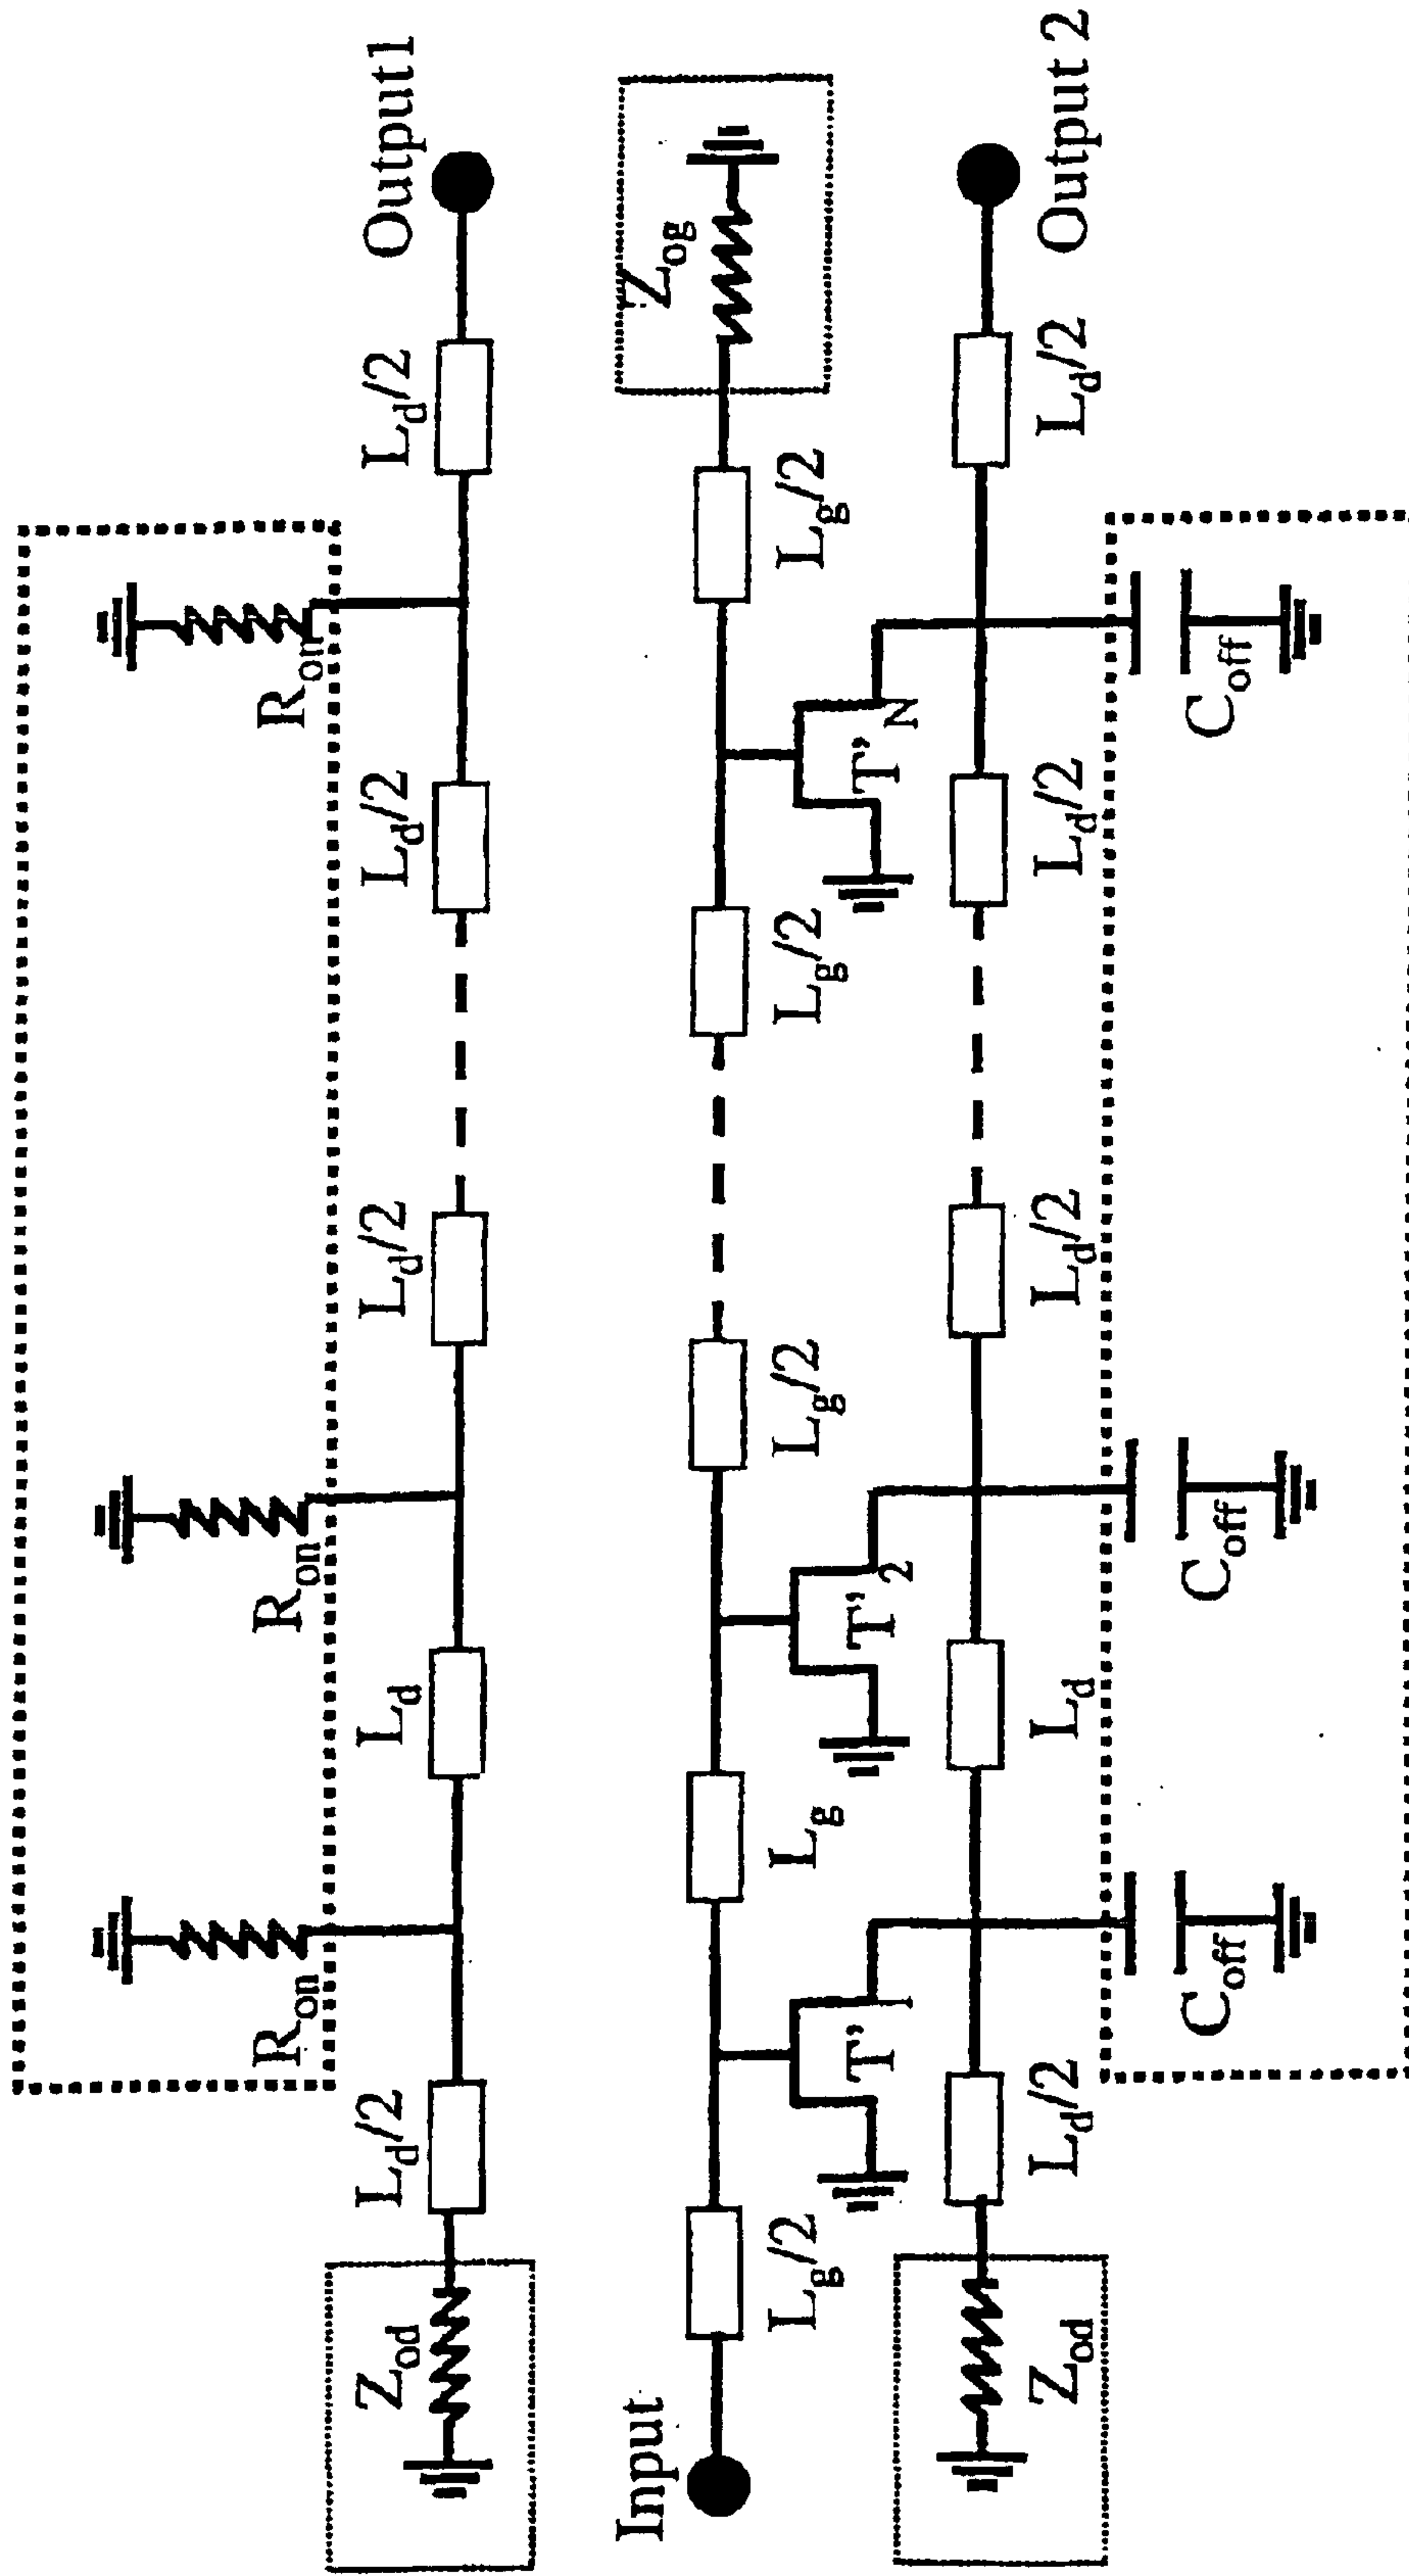 R_on R_on R_on
Z_od L_d/2 L_d L_d/2 L_d/2 L_d/2 Output1
Z_og
Input L_g/2 L_g L_g/2 L_g/2 L_g/2
T'_1 T'_2 T'_N
Z_od L_d/2 L_d L_d/2 L_d/2 L_d/2 Output 2
C_off C_off C_off